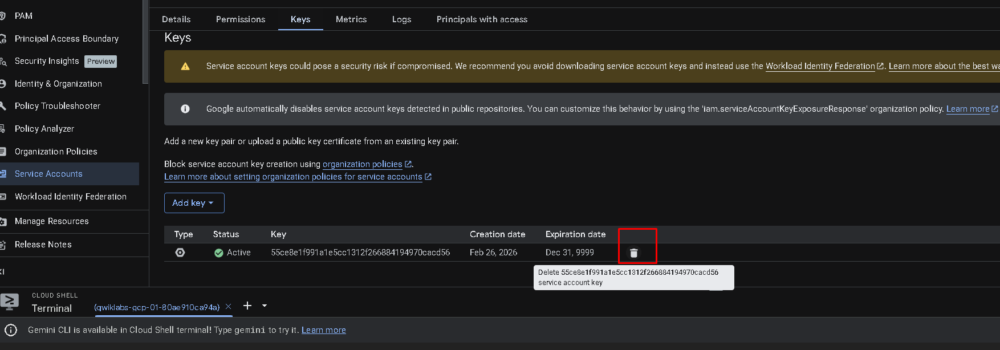 PAM
Principal Access Boundary
Security Insights Preview
Identity & Organization
Policy Troubleshooter
Policy Analyzer
Organization Policies
Service Accounts
Workload Identity Federation
Manage Resources
Release Notes
Details Permissions Keys Metrics Logs Principals with access
Keys
Service account keys could pose a security risk if compromised. We recommend you avoid downloading service account keys and instead use the Workload Identity Federation. Learn more about the best wa
Google automatically disables service account keys detected in public repositories. You can customize this behavior by using the 'iam.serviceAccountKeyExposureResponse' organization policy. Learn more
Add a new key pair or upload a public key certificate from an existing key pair.
Block service account key creation using organization policies.
Learn more about setting organization policies for service accounts
Add key
Type Status Key Creation date Expiration date
Active 55ce8e1f991a1e5cc1312f266884194970cacd56 Feb 26, 2026 Dec 31, 9999
Delete 55ce8e1f991a1e5cc1312f266884194970cacd56
service account key
CLOUD SHELL
Terminal
(qwiklabs-gcp-01-80ae910ca94a)
Gemini CLI is available in Cloud Shell terminal! Type gemini to try it. Learn more